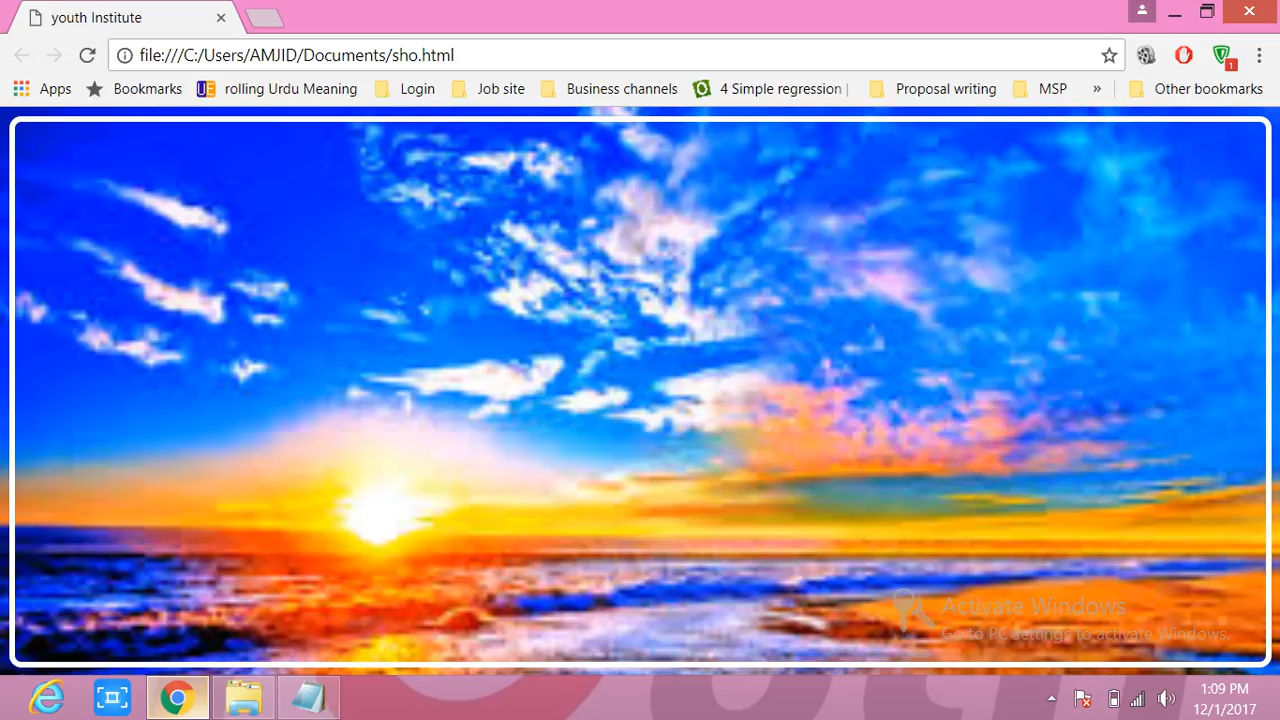 youth Institute
file:///C:/Users/AMJID/Documents/sho.html
Apps Bookmarks UE rolling Urdu Meaning Login Job site Business channels 4 Simple regression Proposal writing MSP » Other bookmarks
1
Activate Windows
Go to PC settings to activate Windows.
1:09 PM
12/1/2017